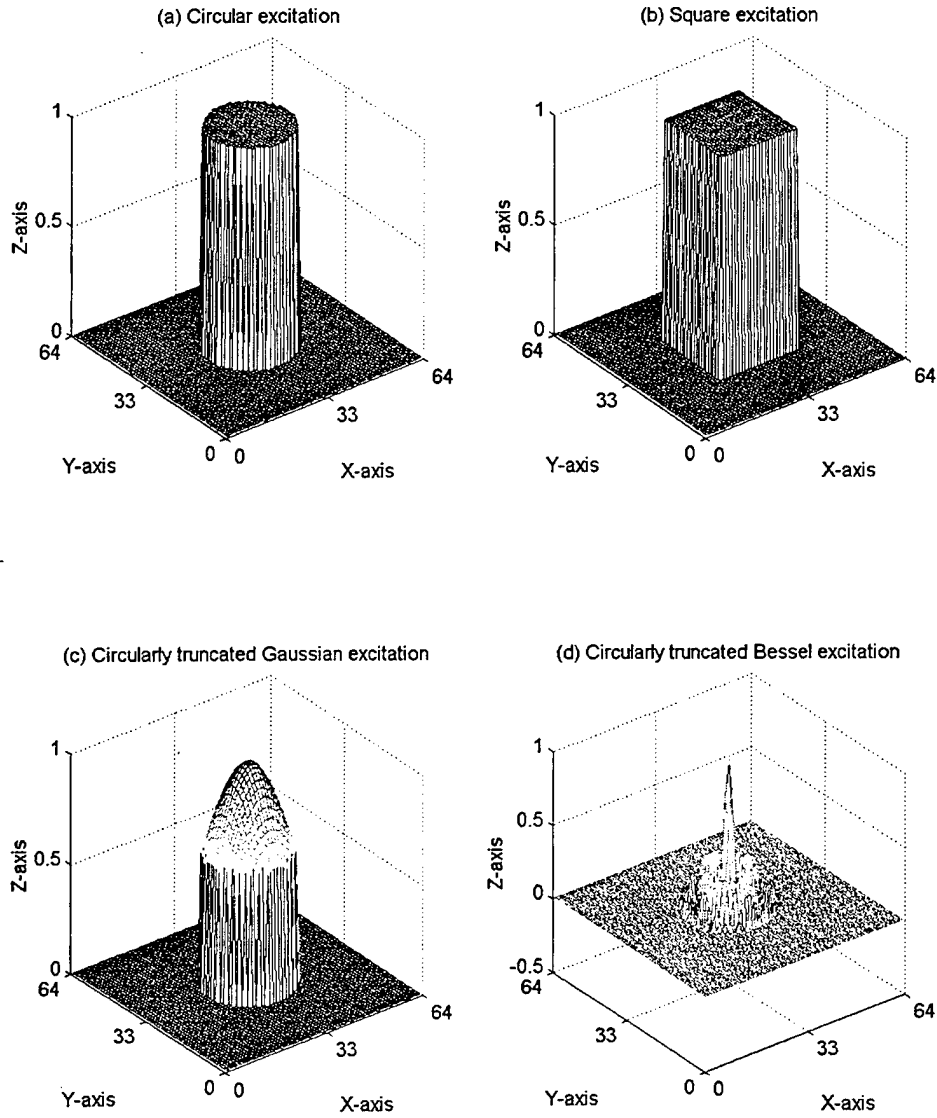 (a) Circular excitation
1
0.5
0
Z-axis
64
33
0
Y-axis
0
33
64
X-axis
(b) Square excitation
1
0.5
0
Z-axis
64
33
0
Y-axis
0
33
64
X-axis
(c) Circularly truncated Gaussian excitation
1
0.5
0
Z-axis
64
33
0
Y-axis
0
33
64
X-axis
(d) Circularly truncated Bessel excitation
1
0.5
0
-0.5
Z-axis
64
33
0
Y-axis
0
33
64
X-axis